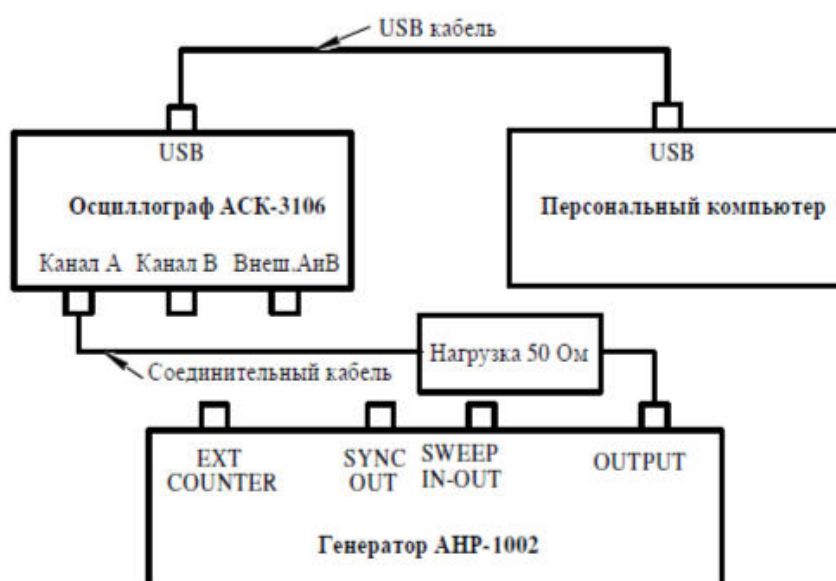 USB кабель
USB
USB
Осциллограф АСК-3106
Персональный компьютер
Канал А Канал В Внеш.АиВ
Нагрузка 50 Ом
Соединительный кабель
EXT
COUNTER
SYNC
OUT
SWEEP
IN-OUT
OUTPUT
Генератор АНР-1002